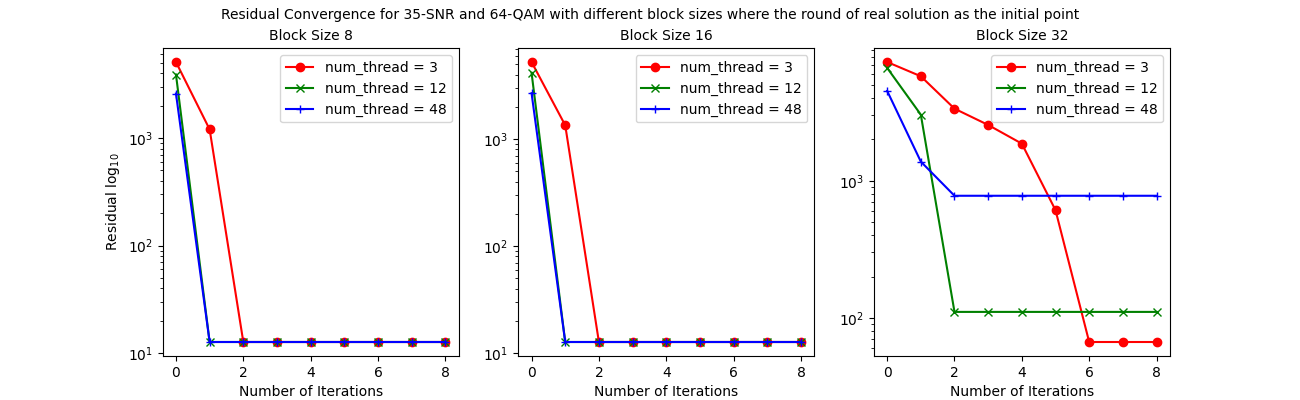 Residual Convergence for 35-SNR and 64-QAM with different block sizes where the round of real solution as the initial point
Block Size 8
num_thread = 3
num_thread = 12
num_thread = 48
10³
10²
10¹
Residual log₁₀
0 2 4 6 8
Number of Iterations
Block Size 16
num_thread = 3
num_thread = 12
num_thread = 48
10³
10²
10¹
0 2 4 6 8
Number of Iterations
Block Size 32
num_thread = 3
num_thread = 12
num_thread = 48
10³
10²
0 2 4 6 8
Number of Iterations